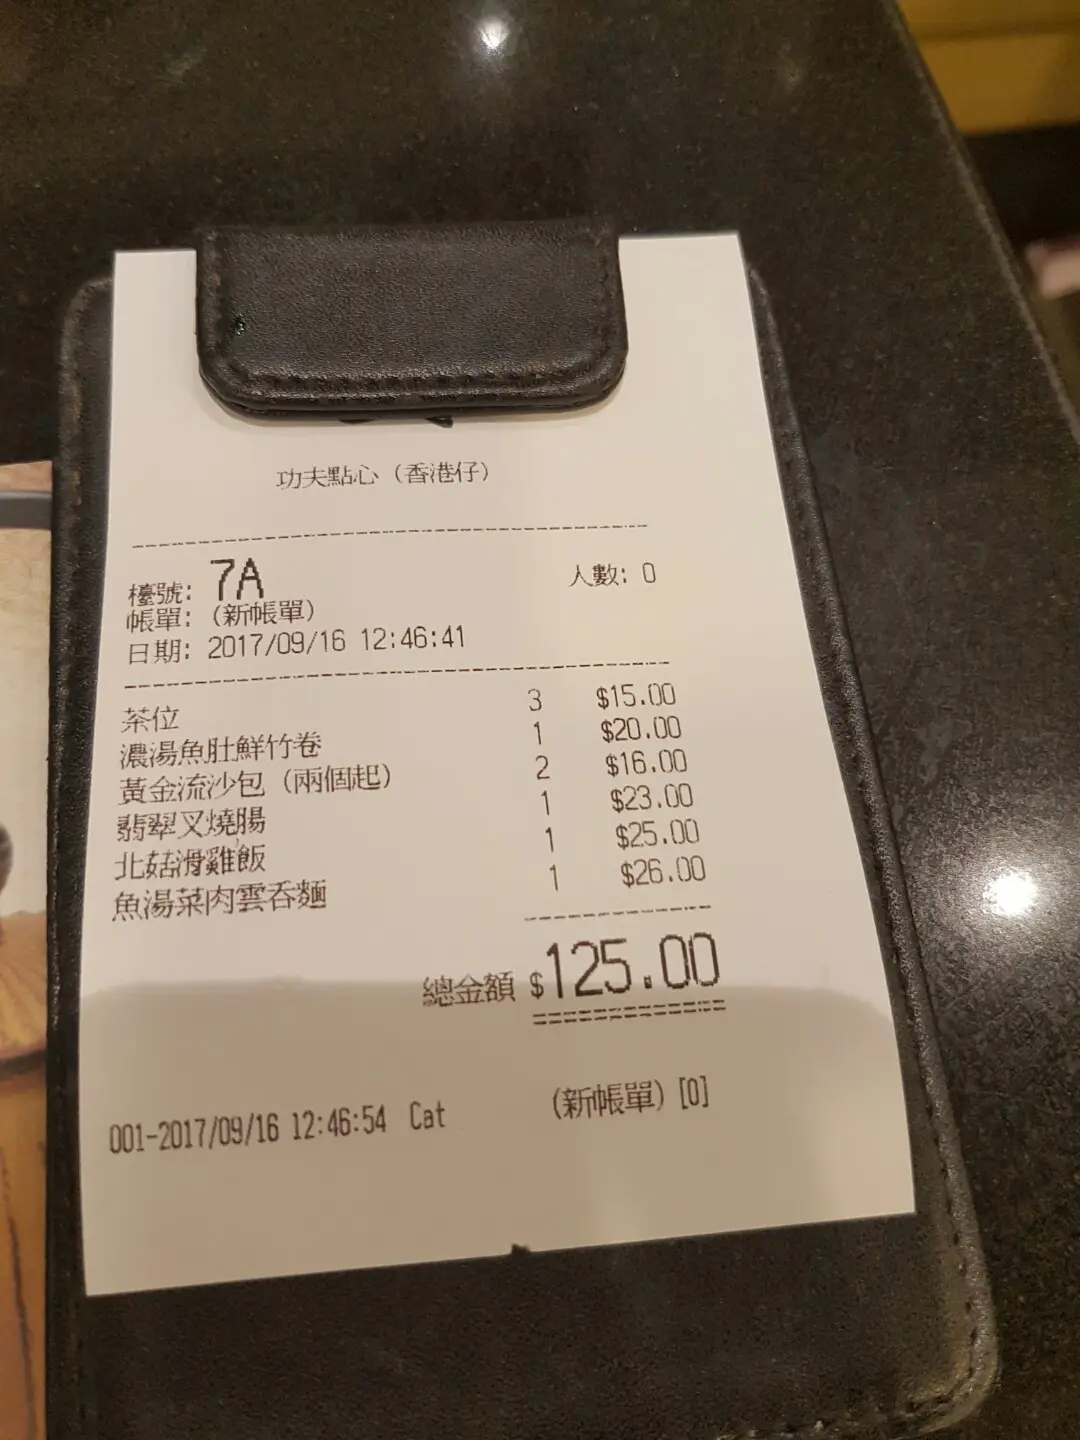 功夫點心（香港仔）
檯號: 7A 人數: 0
帳單: (新帳單)
日期: 2017/09/16 12:46:41
茶位 3 $15.00
濃湯魚肚鮮竹卷 1 $20.00
黃金流沙包（兩個起） 2 $16.00
翡翠叉燒腸 1 $23.00
北菇滑雞飯 1 $25.00
魚湯菜肉雲吞麵 1 $26.00
總金額 $125.00
(新帳單) [0]
001-2017/09/16 12:46:54 Cat